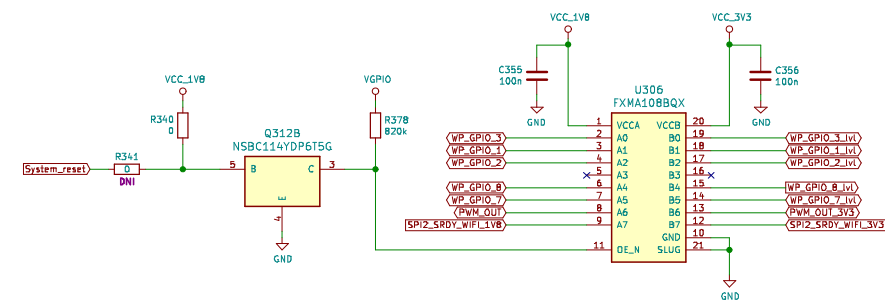 VCC_1V8
VCC_3V3
C355
100n
C356
100n
GND
GND
VCC_1V8
VGPIO
R340
0
R378
820k
Q312B
NSBC114YDP6T5G
R341
0
DNI
System_reset
5
B
C
3
E
4
GND
U306
FXMA108BQX
1
VCCA
VCCB
20
WP_GPIO_3
2
A0
B0
19
WP_GPIO_3_lvl
WP_GPIO_1
3
A1
B1
18
WP_GPIO_1_lvl
WP_GPIO_2
4
A2
B2
17
WP_GPIO_2_lvl
5
A3
B3
16
WP_GPIO_8
6
A4
B4
15
WP_GPIO_8_lvl
WP_GPIO_7
7
A5
B5
14
WP_GPIO_7_lvl
PWM_OUT
8
A6
B6
13
PWM_OUT_3V3
SPI2_SRDY_WIFI_1V8
9
A7
B7
12
SPI2_SRDY_WIFI_3V3
GND
10
11
OE_N
SLUG
21
GND